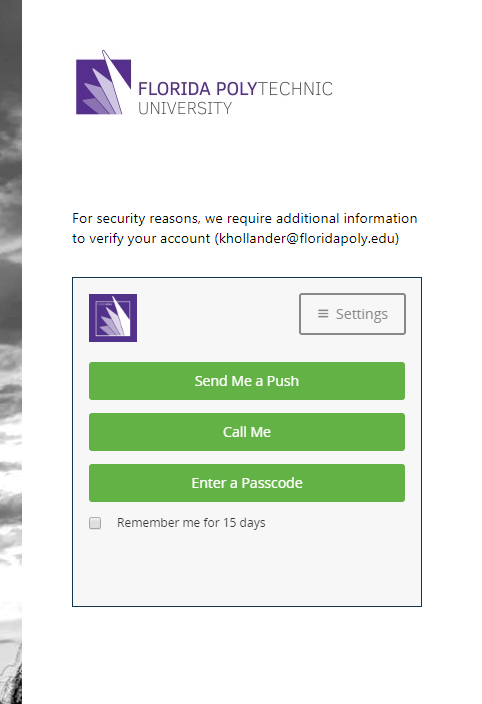 FLORIDA POLYTECHNIC
UNIVERSITY
For security reasons, we require additional information
to verify your account (khollander@floridapoly.edu)
Settings
Send Me a Push
Call Me
Enter a Passcode
Remember me for 15 days